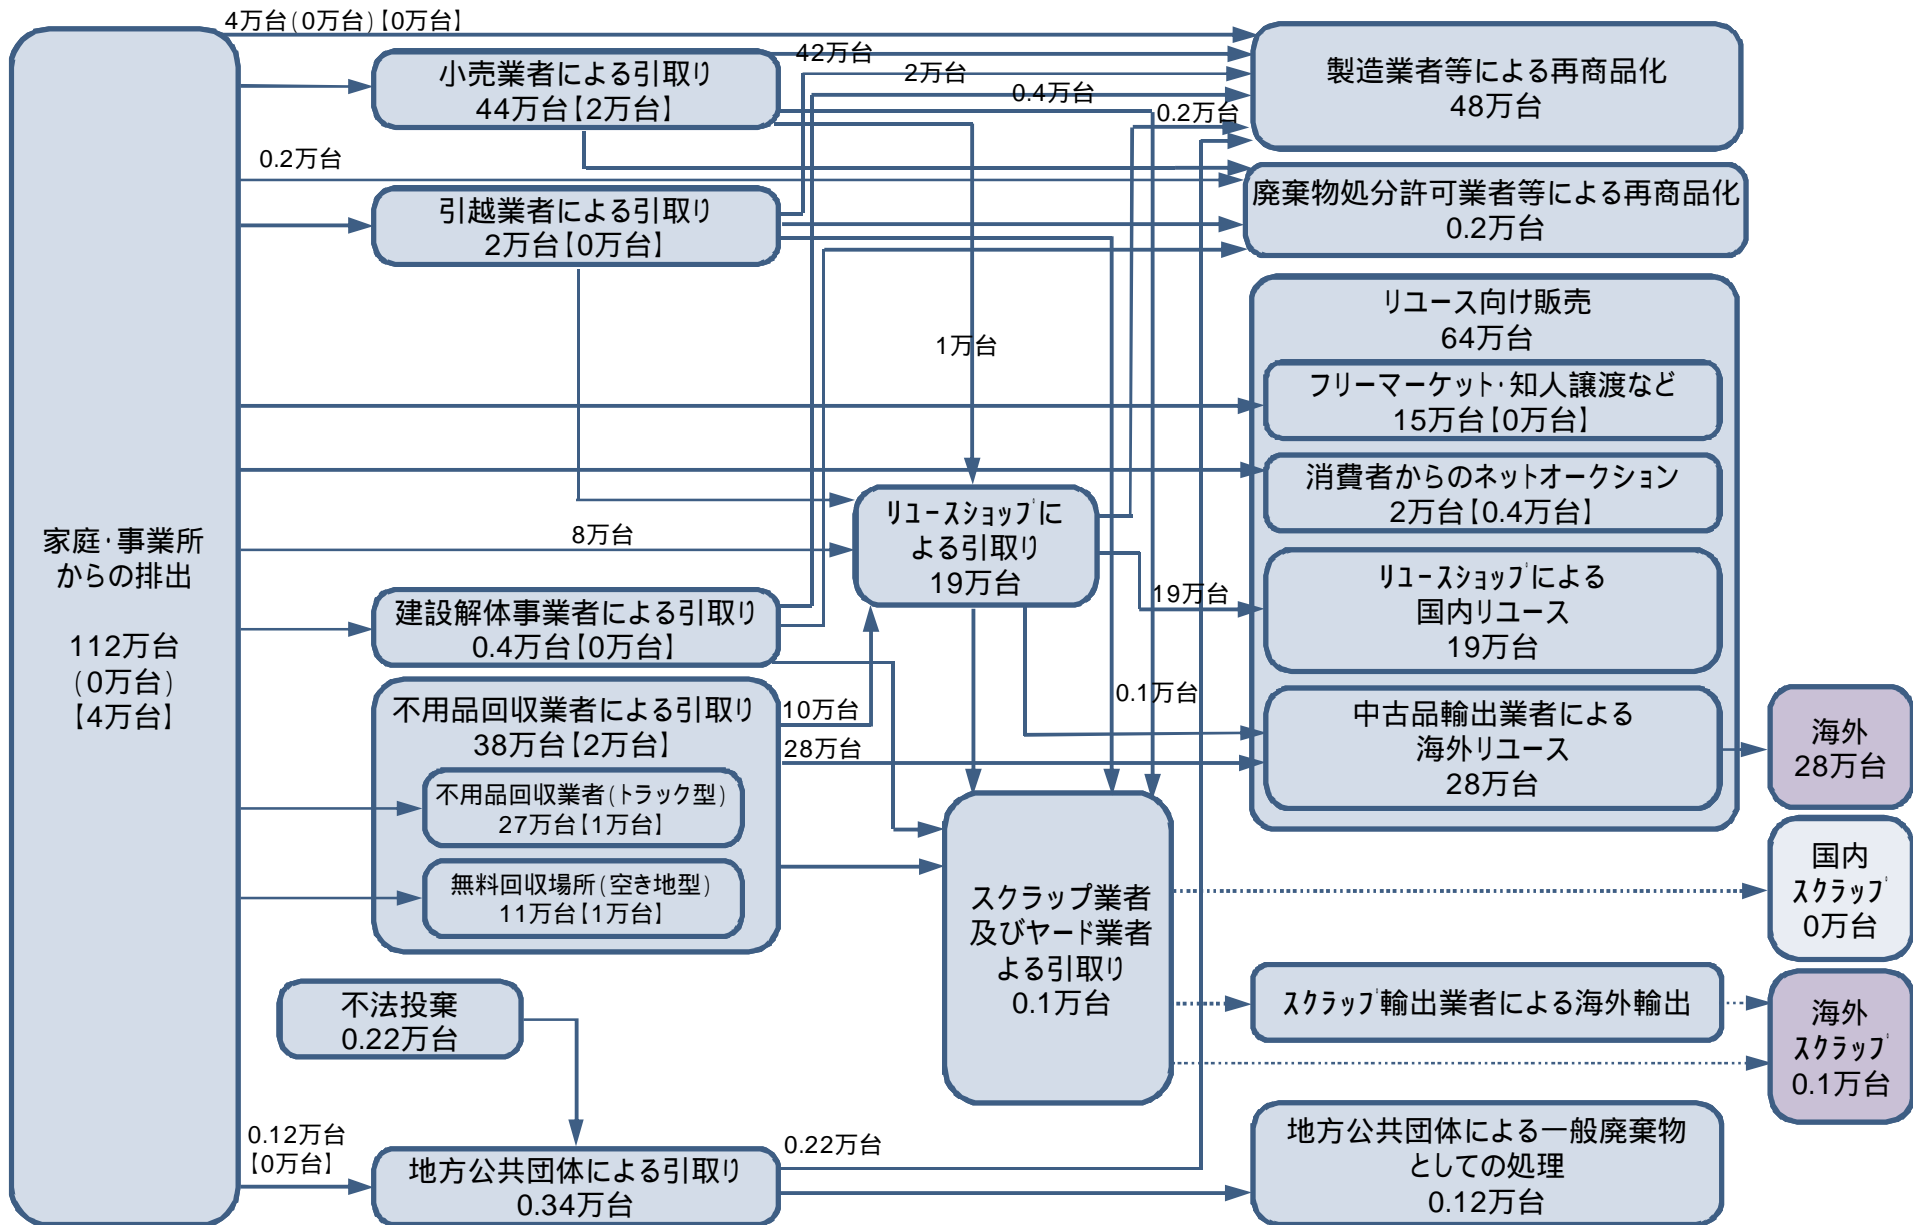 4万台(0万台)【0万台】
家庭・事業所
からの排出
112万台
(0万台)
【4万台】
小売業者による引取り
44万台【2万台】
42万台
2万台
0.4万台
0.2万台
製造業者等による再商品化
48万台
0.2万台
引越業者による引取り
2万台【0万台】
廃棄物処分許可業者等による再商品化
0.2万台
1万台
リユース向け販売
64万台
フリーマーケット・知人譲渡など
15万台【0万台】
消費者からのネットオークション
2万台【0.4万台】
8万台
ﾘﾕｰｽｼｮｯﾌﾟに
よる引取り
19万台
19万台
ﾘﾕｰｽｼｮｯﾌﾟによる
国内リユース
19万台
建設解体事業者による引取り
0.4万台【0万台】
不用品回収業者による引取り
38万台【2万台】
10万台
28万台
0.1万台
中古品輸出業者による
海外リユース
28万台
海外
28万台
不用品回収業者(トラック型)
27万台【1万台】
無料回収場所(空き地型)
11万台【1万台】
スクラップ業者
及びヤード業者
よる引取り
0.1万台
国内
ｽｸﾗｯﾌﾟ
0万台
ｽｸﾗｯﾌﾟ輸出業者による海外輸出
海外
ｽｸﾗｯﾌﾟ
0.1万台
不法投棄
0.22万台
0.12万台
【0万台】
地方公共団体による引取り
0.34万台
0.22万台
地方公共団体による一般廃棄物
としての処理
0.12万台